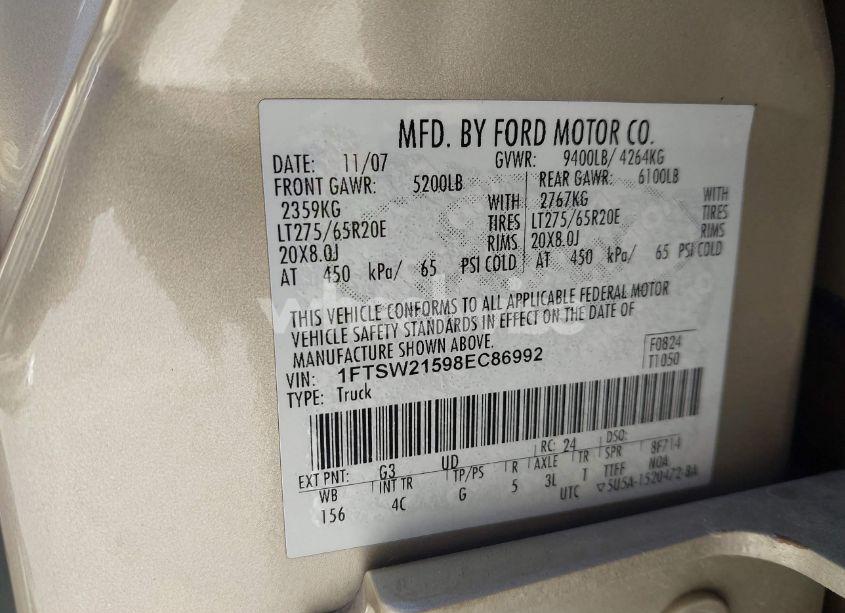 MFD. BY FORD MOTOR CO.
DATE: 11/07 GVWR: 9400LB/ 4264KG
FRONT GAWR: 5200LB REAR GAWR: 6100LB
2359KG WITH 2767KG WITH
LT275/65R20E TIRES LT275/65R20E TIRES
20X8.0J RIMS 20X8.0J RIMS
AT 450 kPa/ 65 PSI COLD AT 450 kPa/ 65 PSI COLD
THIS VEHICLE CONFORMS TO ALL APPLICABLE FEDERAL MOTOR
VEHICLE SAFETY STANDARDS IN EFFECT ON THE DATE OF
MANUFACTURE SHOWN ABOVE.
VIN: 1FTSW21598EC86992 F0824
TYPE: Truck T1050
EXT PNT: G3 UD RC: 24 DSO:
WB INT TR TP/PS R AXLE TR SPR 8F714
156 4C G 5 3L T TTFF NOA
UTC ▽5U5A-1520472-BA